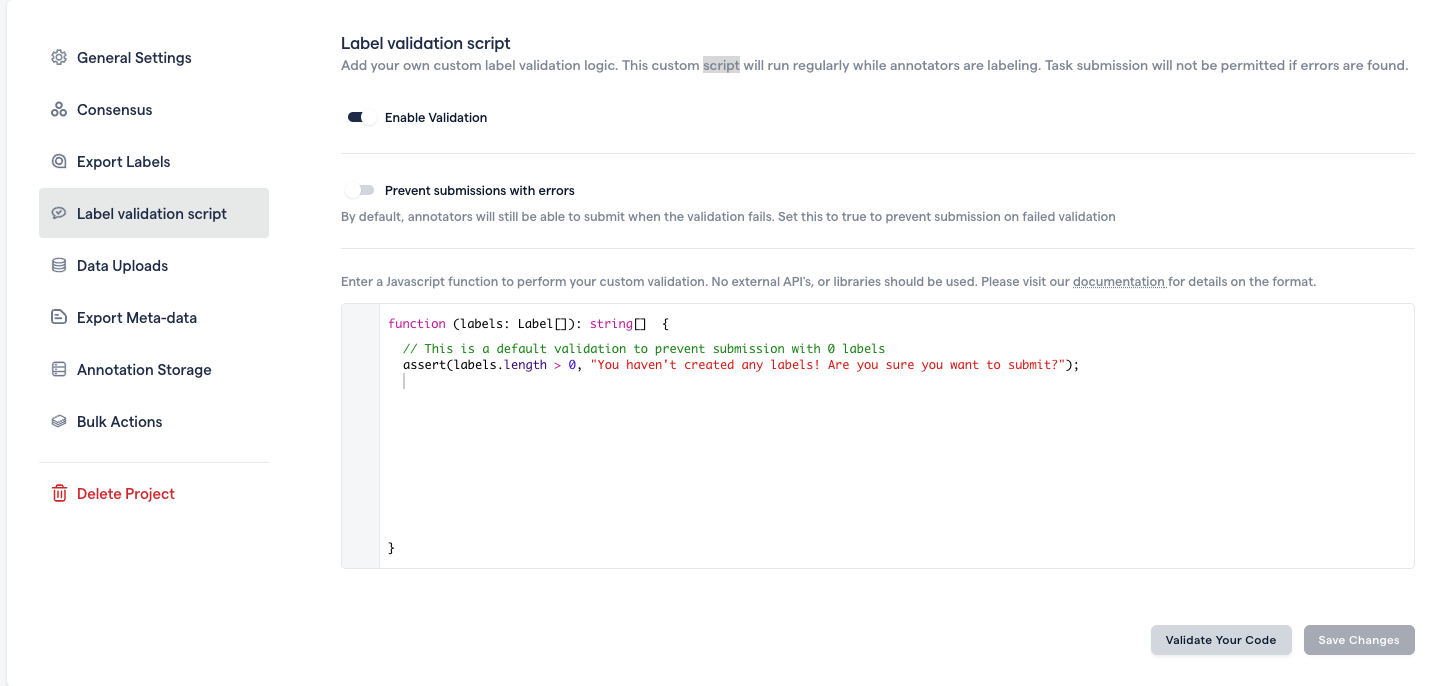 General Settings
Consensus
Export Labels
Label validation script
Data Uploads
Export Meta-data
Annotation Storage
Bulk Actions
Delete Project
Label validation script
Add your own custom label validation logic. This custom script will run regularly while annotators are labeling. Task submission will not be permitted if errors are found.
Enable Validation
Prevent submissions with errors
By default, annotators will still be able to submit when the validation fails. Set this to true to prevent submission on failed validation
Enter a Javascript function to perform your custom validation. No external API's, or libraries should be used. Please visit our documentation for details on the format.
function (labels: Label[]): string[]  {
// This is a default validation to prevent submission with 0 labels
assert(labels.length > 0, "You haven't created any labels! Are you sure you want to submit?");
}
Validate Your Code
Save Changes